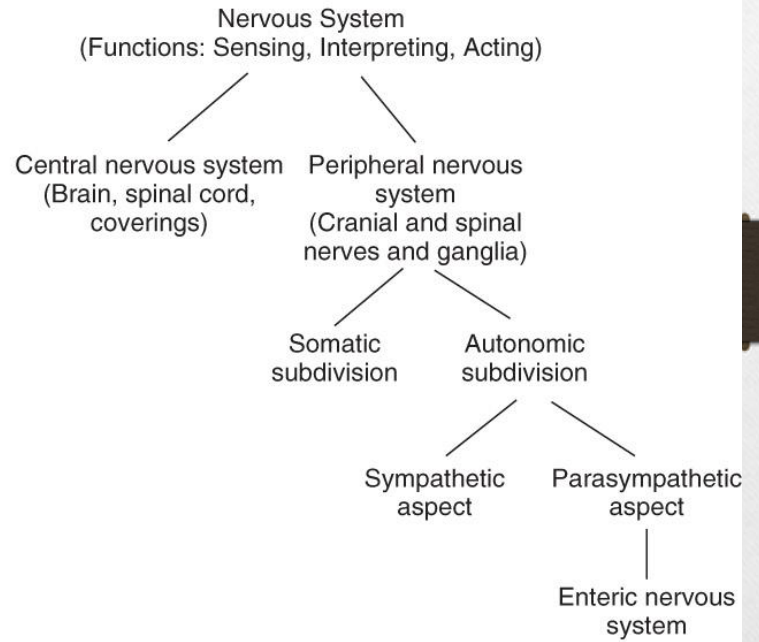 Nervous System
(Functions: Sensing, Interpreting, Acting)
Central nervous system
(Brain, spinal cord,
coverings)
Peripheral nervous
system
(Cranial and spinal
nerves and ganglia)
Somatic
subdivision
Autonomic
subdivision
Sympathetic
aspect
Parasympathetic
aspect
Enteric nervous
system